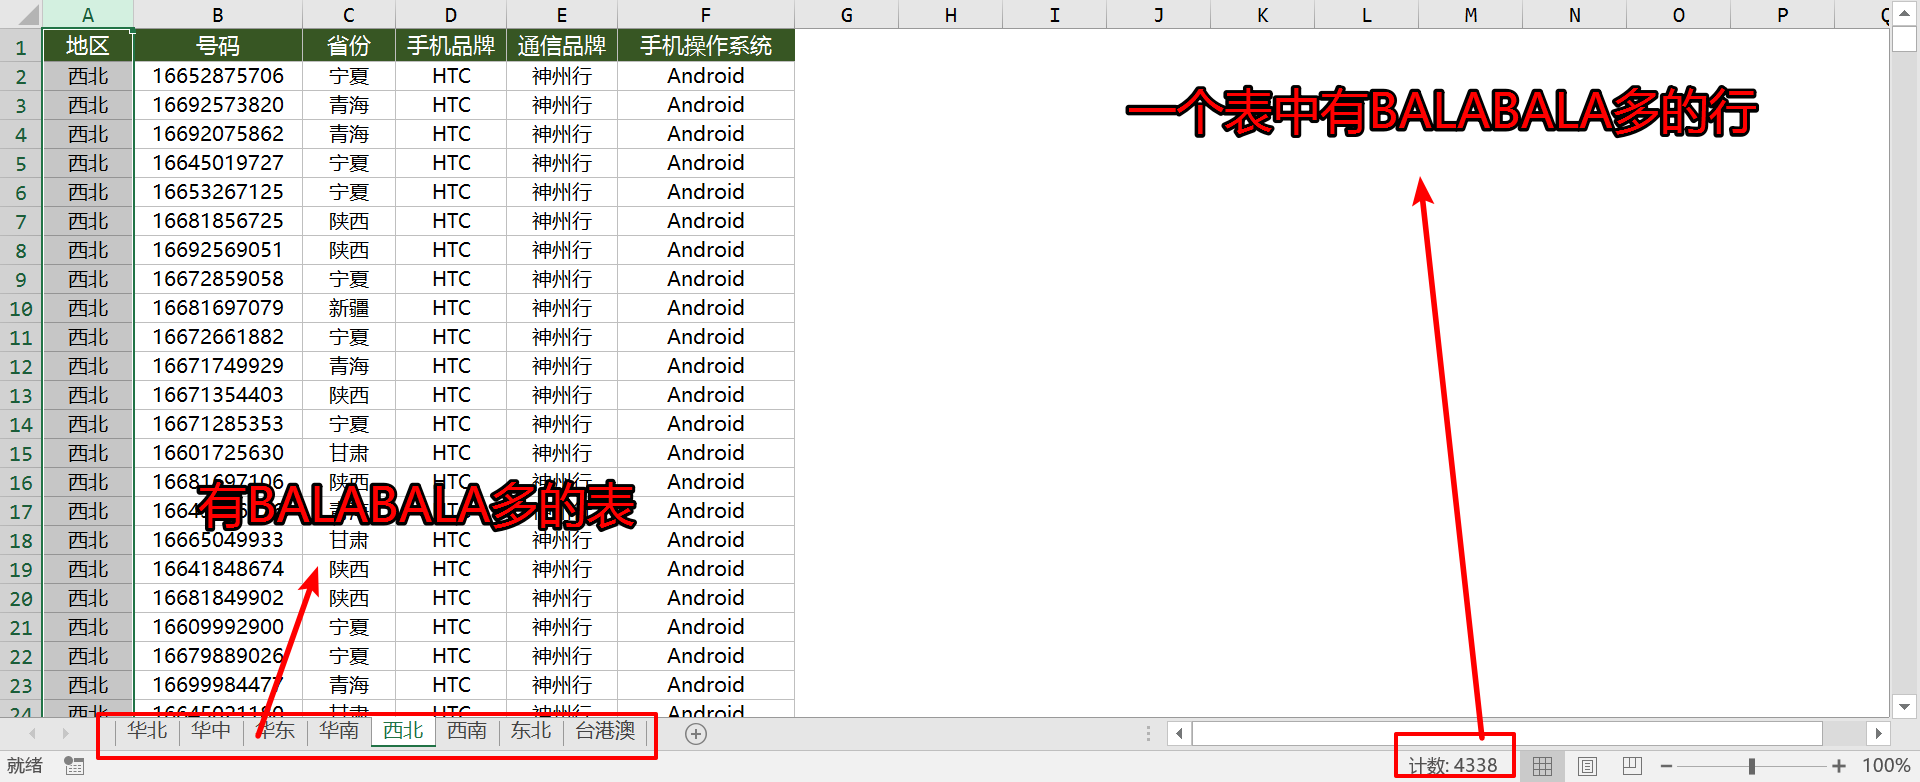 A B C D E F G H I J K L M N O P Q
1 地区 号码 省份 手机品牌 通信品牌 手机操作系统
2 西北 16652875706 宁夏 HTC 神州行 Android
一个表中有BALABALA多的行
3 西北 16692573820 青海 HTC 神州行 Android
4 西北 16692075862 青海 HTC 神州行 Android
5 西北 16645019727 宁夏 HTC 神州行 Android
6 西北 16653267125 宁夏 HTC 神州行 Android
7 西北 16681856725 陕西 HTC 神州行 Android
8 西北 16692569051 陕西 HTC 神州行 Android
9 西北 16672859058 宁夏 HTC 神州行 Android
10 西北 16681697079 新疆 HTC 神州行 Android
11 西北 16672661882 宁夏 HTC 神州行 Android
12 西北 16671749929 青海 HTC 神州行 Android
13 西北 16671354403 陕西 HTC 神州行 Android
14 西北 16671285353 宁夏 HTC 神州行 Android
15 西北 16601725630 甘肃 HTC 神州行 Android
16 西北 16681697106 陕西 HTC 神州行 Android
有BALABALA多的表
17 西北 青海 HTC 神州行 Android
18 西北 16665049933 甘肃 HTC 神州行 Android
19 西北 16641848674 陕西 HTC 神州行 Android
20 西北 16681849902 陕西 HTC 神州行 Android
21 西北 16609992900 宁夏 HTC 神州行 Android
22 西北 16679889026 宁夏 HTC 神州行 Android
23 西北 16699984477 青海 HTC 神州行 Android
24 西北 16645021180 甘肃 HTC 神州行 Android
华北 华中 华东 华南 西北 西南 东北 台港澳
就绪 计数: 4338 100%